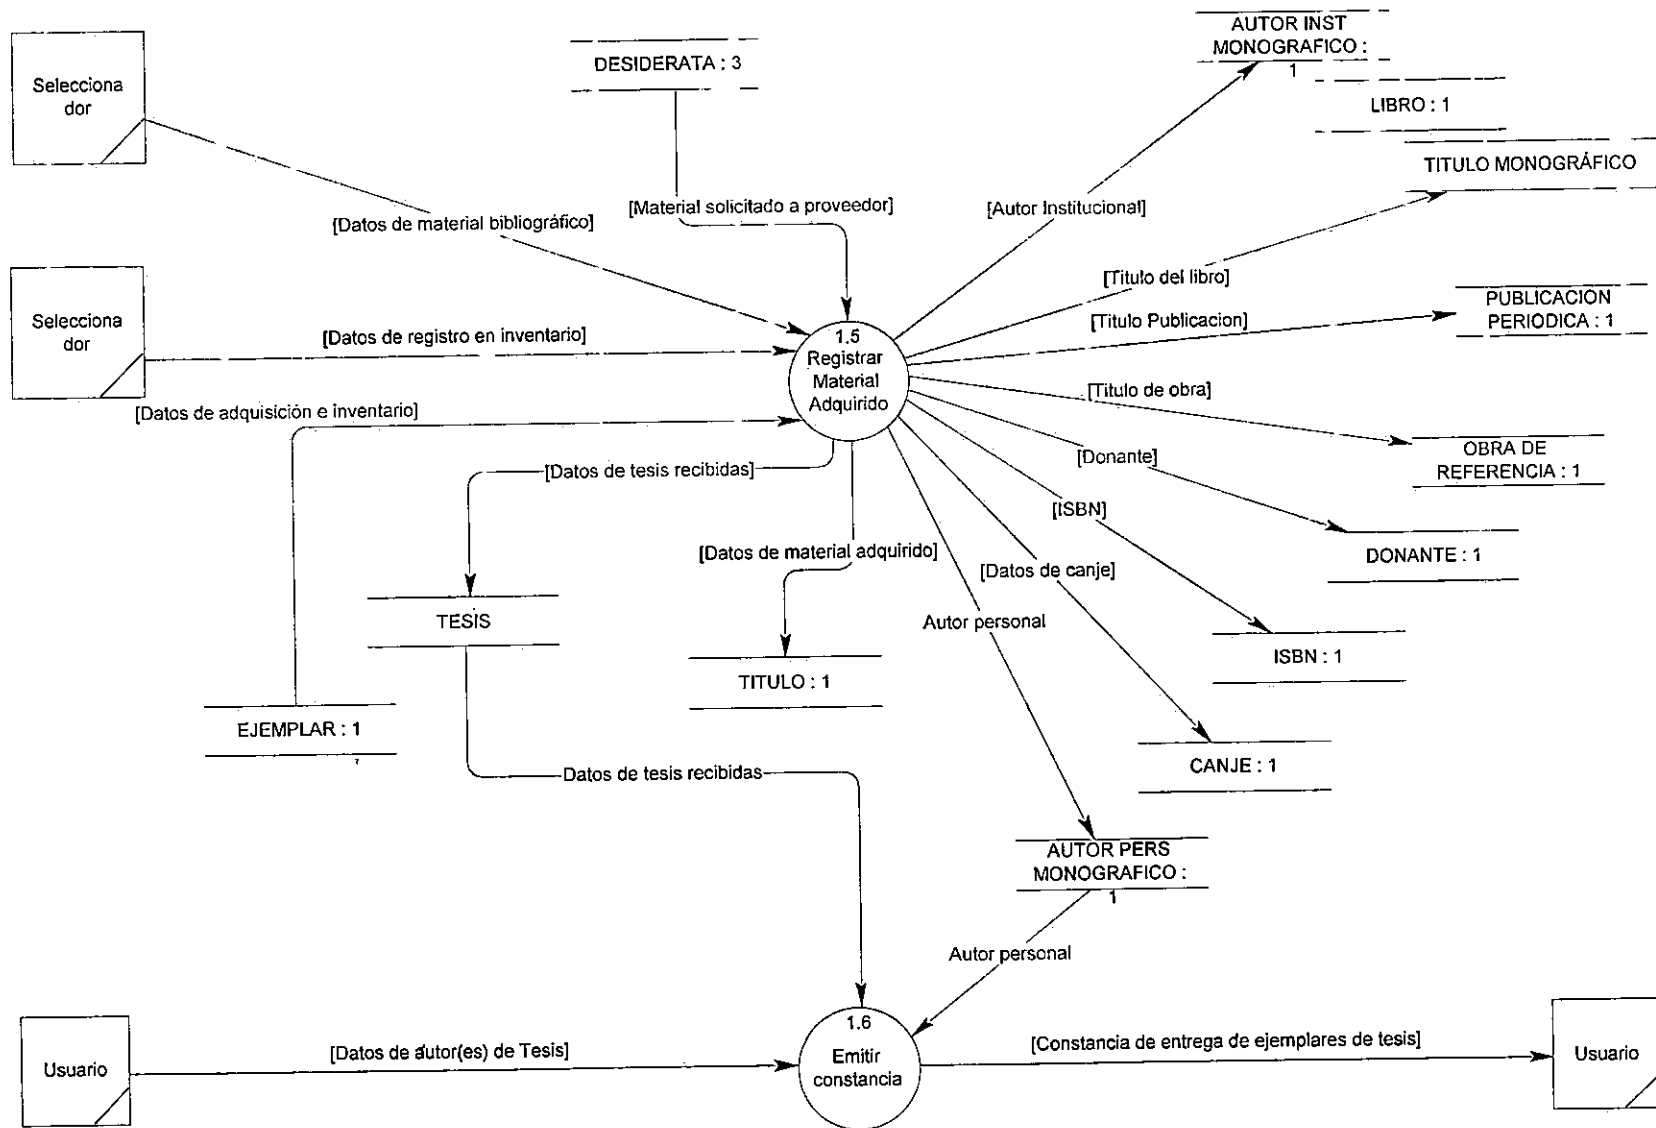 AUTOR INST
MONOGRAFICO :
1
DESIDERATA : 3
Selecciona
dor
LIBRO : 1
TITULO MONOGRÁFICO
[Material solicitado a proveedor]
[Autor Institucional]
[Datos de material bibliográfico]
[Titulo del libro]
PUBLICACION
PERIODICA : 1
[Titulo Publicacion]
Selecciona
dor
[Datos de registro en inventario]
1.5
Registrar
Material
Adquirido
[Titulo de obra]
[Datos de adquisición e inventario]
OBRA DE
REFERENCIA : 1
[Donante]
[Datos de tesis recibidas]
[ISBN]
[Datos de material adquirido]
DONANTE : 1
[Datos de canje]
TESIS
Autor personal
ISBN : 1
TITULO : 1
EJEMPLAR : 1
CANJE : 1
Datos de tesis recibidas
AUTOR PERS
MONOGRAFICO :
1
Autor personal
1.6
Emitir
constancia
Usuario
[Datos de autor(es) de Tesis]
[Constancia de entrega de ejemplares de tesis]
Usuario